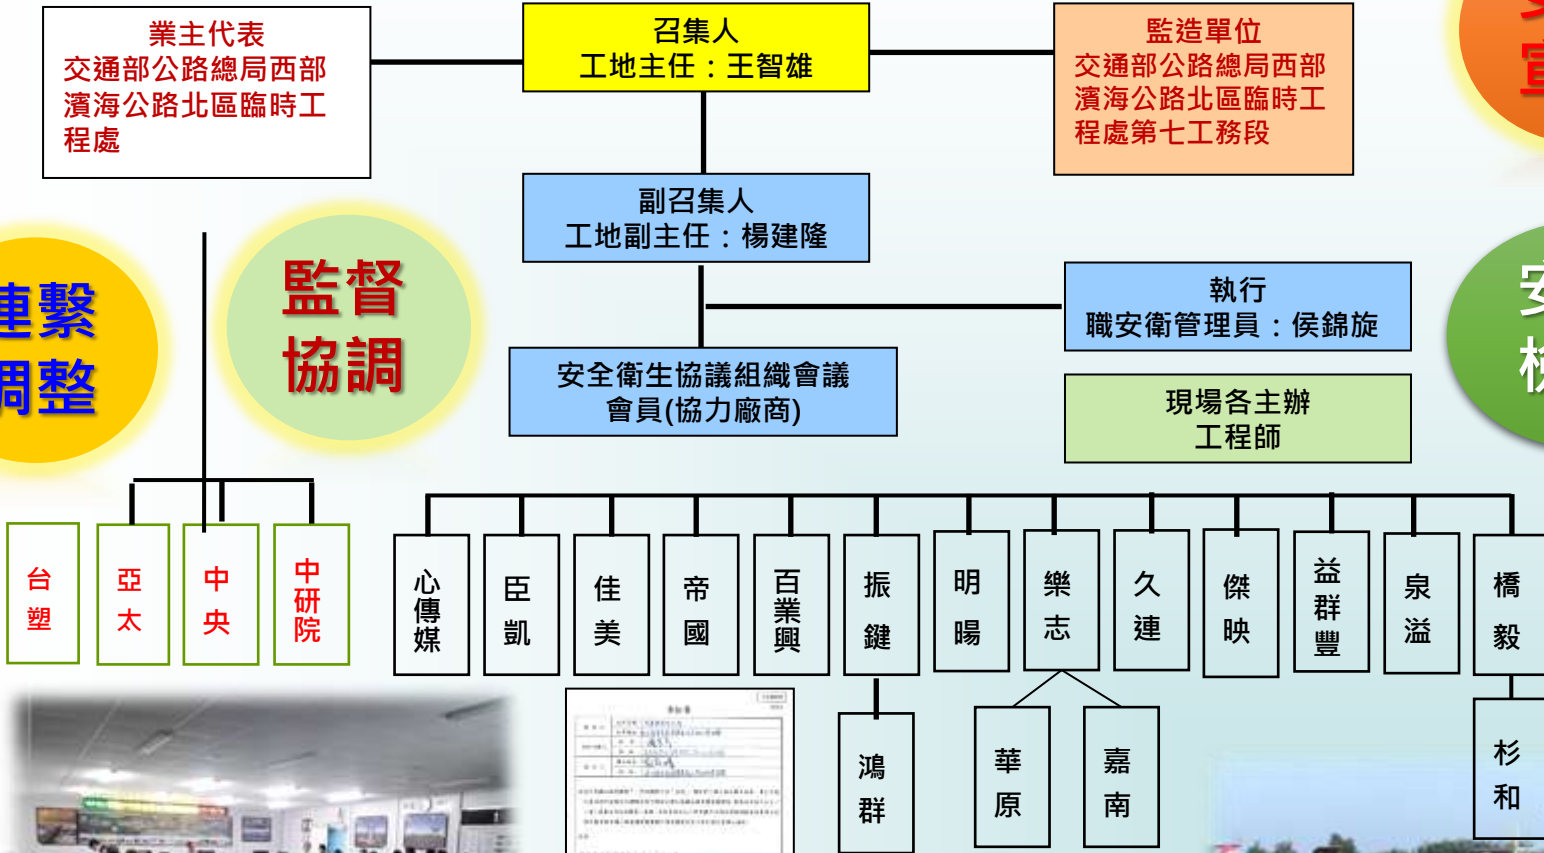 業主代表
交通部公路總局西部
濱海公路北區臨時工
程處
召集人
工地主任：王智雄
監造單位
交通部公路總局西部
濱海公路北區臨時工
程處第七工務段
副召集人
工地副主任：楊建隆
監督
協調
連繫
調整
執行
職安衛管理員：侯錦旋
安全衛生協議組織會議
會員(協力廠商)
現場各主辦
工程師
安
台塑
亞太
中央
中研院
心傳媒
臣凱
佳美
帝國
百業興
振鍵
明暘
樂志
久連
傑映
益群豐
泉溢
橋毅
鴻群
華原
嘉南
杉和